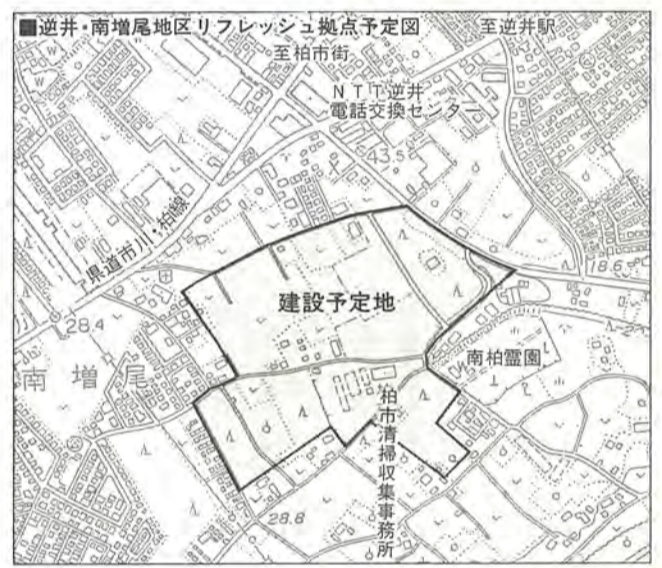 ■逆井・南増尾地区リフレッシュ拠点予定図
至逆井駅
至柏市街
NTT逆井
電話交換センター
43.5
県道市川・柏線
18.6
建設予定地
28.4
南柏霊園
南増尾
柏市清掃収集事務所
28.8